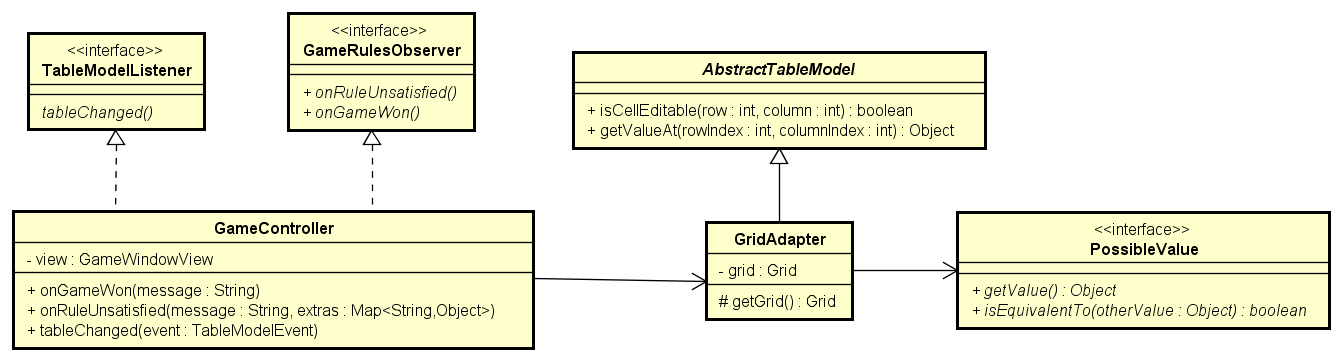 <<interface>>
TableModelListener
tableChanged()
<<interface>>
GameRulesObserver
+ onRuleUnsatisfied()
+ onGameWon()
AbstractTableModel
+ isCellEditable(row : int, column : int) : boolean
+ getValueAt(rowIndex : int, columnIndex : int) : Object
GameController
- view : GameWindowView
+ onGameWon(message : String)
+ onRuleUnsatisfied(message : String, extras : Map<String,Object>)
+ tableChanged(event : TableModelEvent)
GridAdapter
- grid : Grid
# getGrid() : Grid
<<interface>>
PossibleValue
+ getValue() : Object
+ isEquivalentTo(otherValue : Object) : boolean